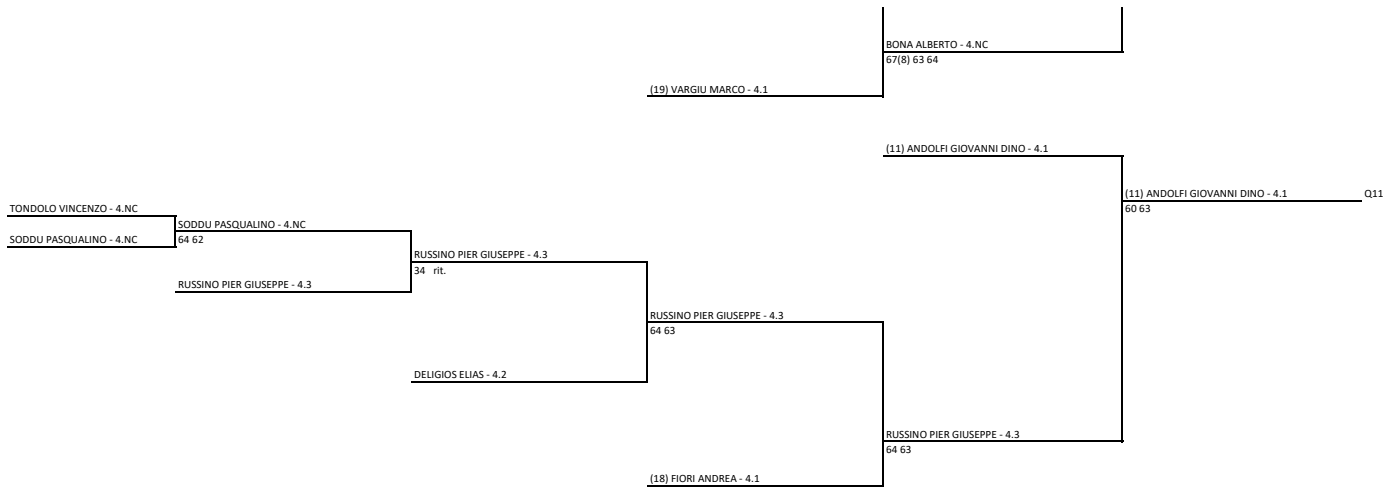 BONA ALBERTO - 4.NC
67(8) 63 64
(19) VARGIU MARCO - 4.1
(11) ANDOLFI GIOVANNI DINO - 4.1
(11) ANDOLFI GIOVANNI DINO - 4.1 Q11
60 63
TONDOLO VINCENZO - 4.NC
SODDU PASQUALINO - 4.NC
SODDU PASQUALINO - 4.NC
64 62
RUSSINO PIER GIUSEPPE - 4.3
34 rit.
RUSSINO PIER GIUSEPPE - 4.3
RUSSINO PIER GIUSEPPE - 4.3
64 63
DELIGIOS ELIAS - 4.2
RUSSINO PIER GIUSEPPE - 4.3
64 63
(18) FIORI ANDREA - 4.1